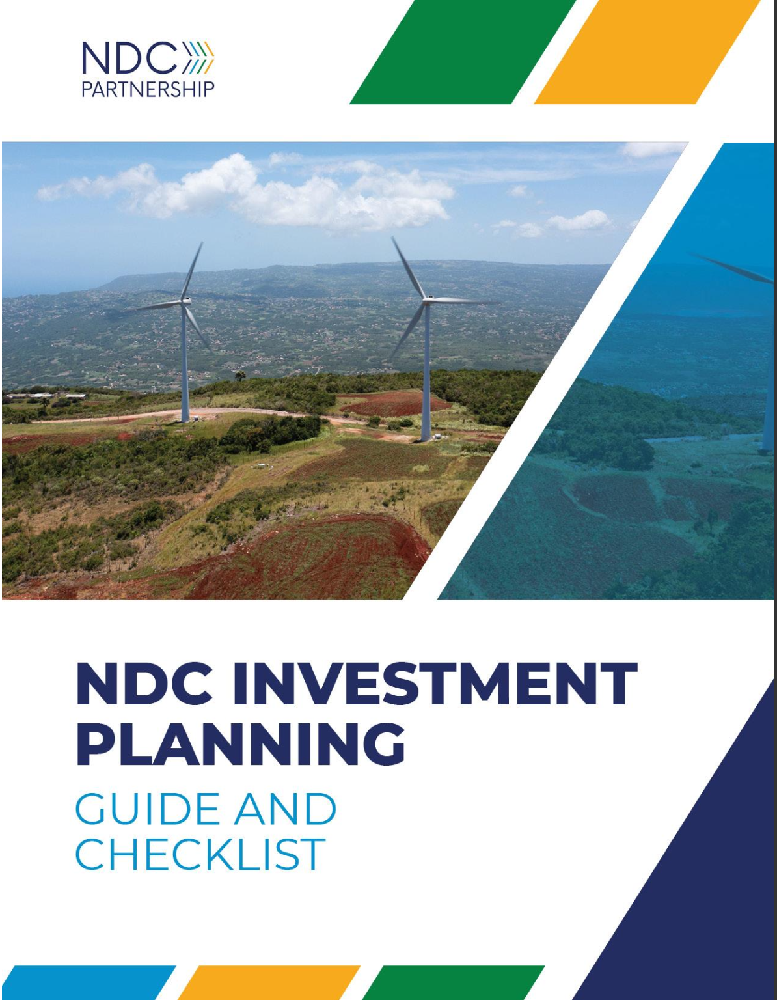 NDC
PARTNERSHIP
NDC INVESTMENT
PLANNING
GUIDE AND
CHECKLIST